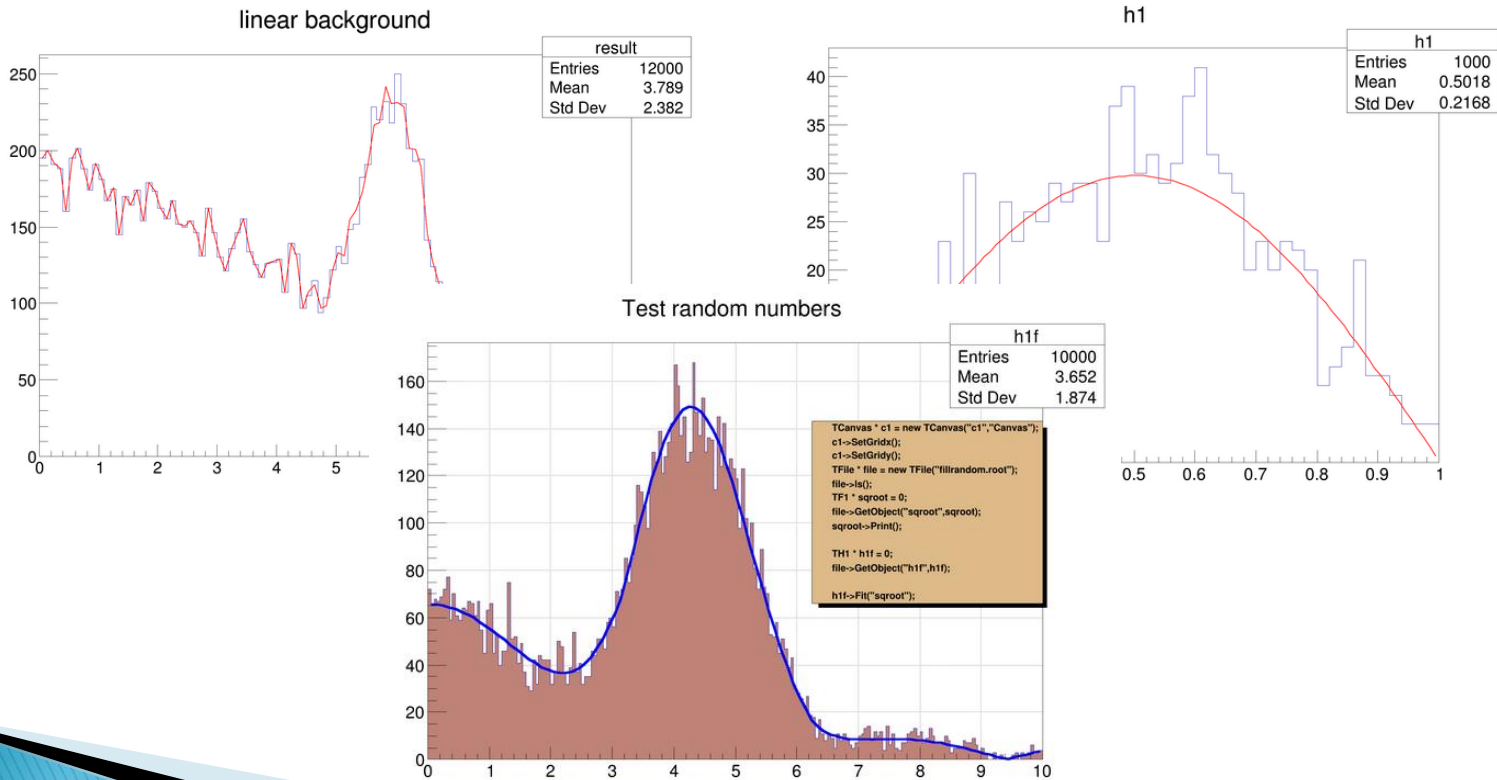 linear background
result
Entries 12000
Mean 3.789
Std Dev 2.382
250
200
150
100
50
0
0 1 2 3 4 5
h1
h1
Entries 1000
Mean 0.5018
Std Dev 0.2168
40
35
30
25
20
0.5 0.6 0.7 0.8 0.9 1
Test random numbers
h1f
Entries 10000
Mean 3.652
Std Dev 1.874
160
140
120
100
80
60
40
20
0
0 1 2 3 4 5 6 7 8 9 10
TCanvas * c1 = new TCanvas("c1","Canvas");
c1->SetGridx();
c1->SetGridy();
TFile * file = new TFile("fillrandom.root");
file->ls();
TF1 * sqroot = 0;
file->GetObject("sqroot",sqroot);
sqroot->Print();
TH1 * h1f = 0;
file->GetObject("h1f",h1f);
h1f->Fit("sqroot");